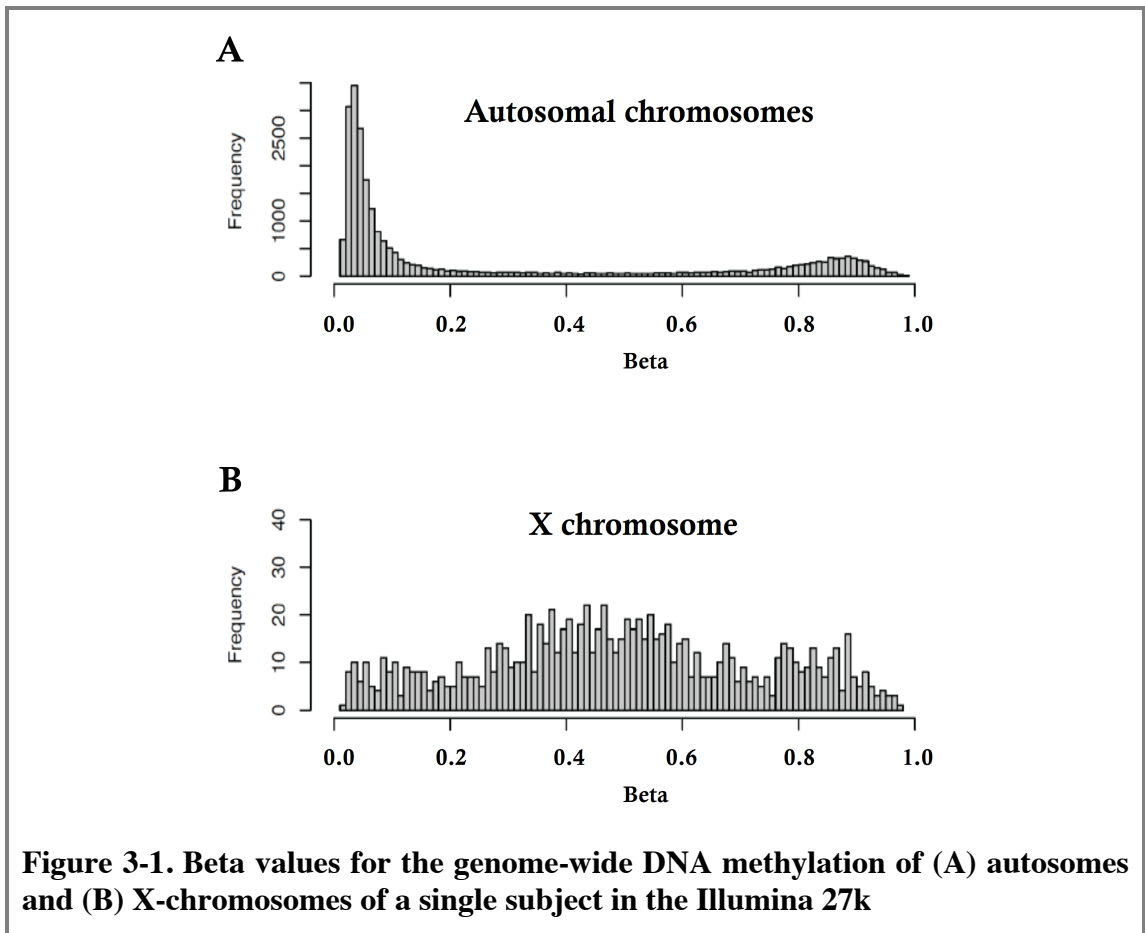 A
Autosomal chromosomes
Frequency
2500
1000
0
0.0 0.2 0.4 0.6 0.8 1.0
Beta
B
X chromosome
Frequency
40
30
20
10
0
0.0 0.2 0.4 0.6 0.8 1.0
Beta
Figure 3-1. Beta values for the genome-wide DNA methylation of (A) autosomes
and (B) X-chromosomes of a single subject in the Illumina 27k